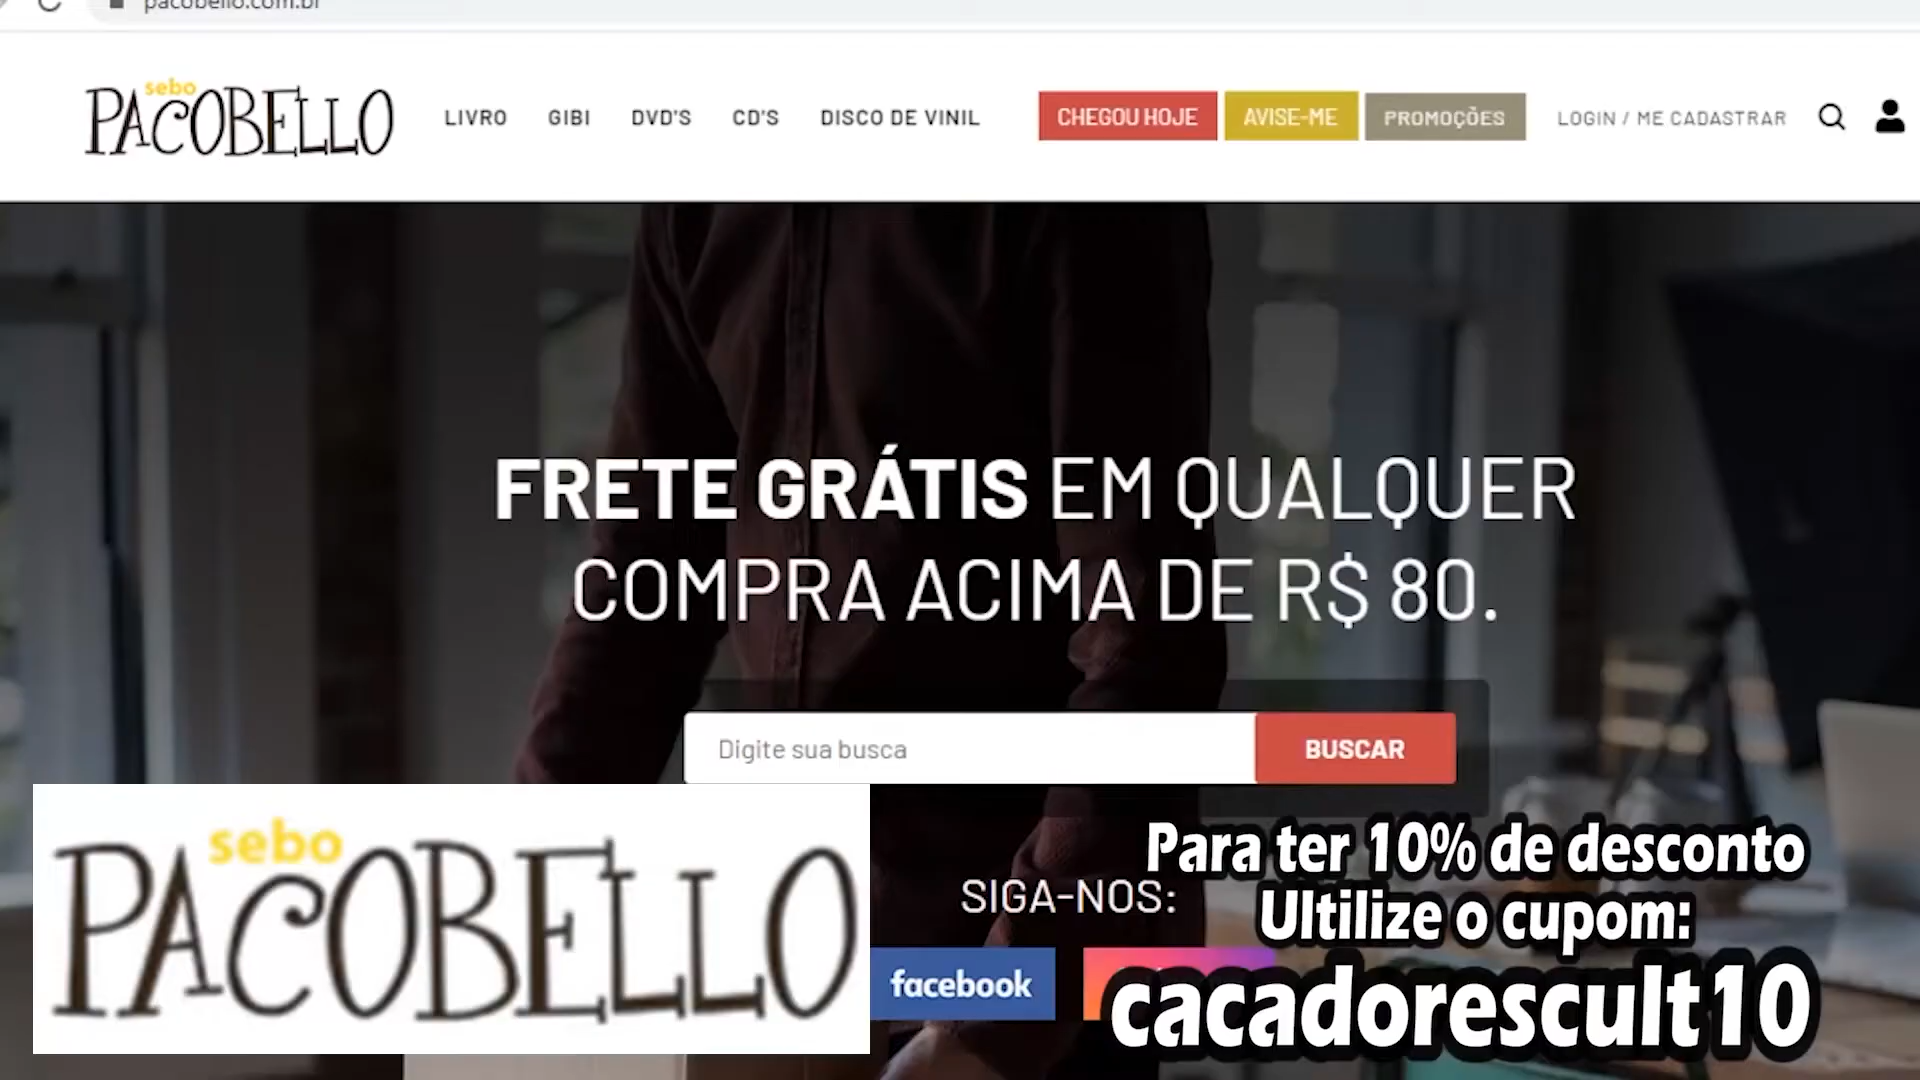 pacobello.com.br
sebo
PACOBELLO
LIVRO GIBI DVD'S CD'S DISCO DE VINIL CHEGOU HOJE AVISE-ME PROMOÇÕES LOGIN / ME CADASTRAR
FRETE GRÁTIS EM QUALQUER
COMPRA ACIMA DE R$ 80.
Digite sua busca BUSCAR
sebo
PACOBELLO
SIGA-NOS:
facebook
Para ter 10% de desconto
Ultilize o cupom:
cacadorescult10